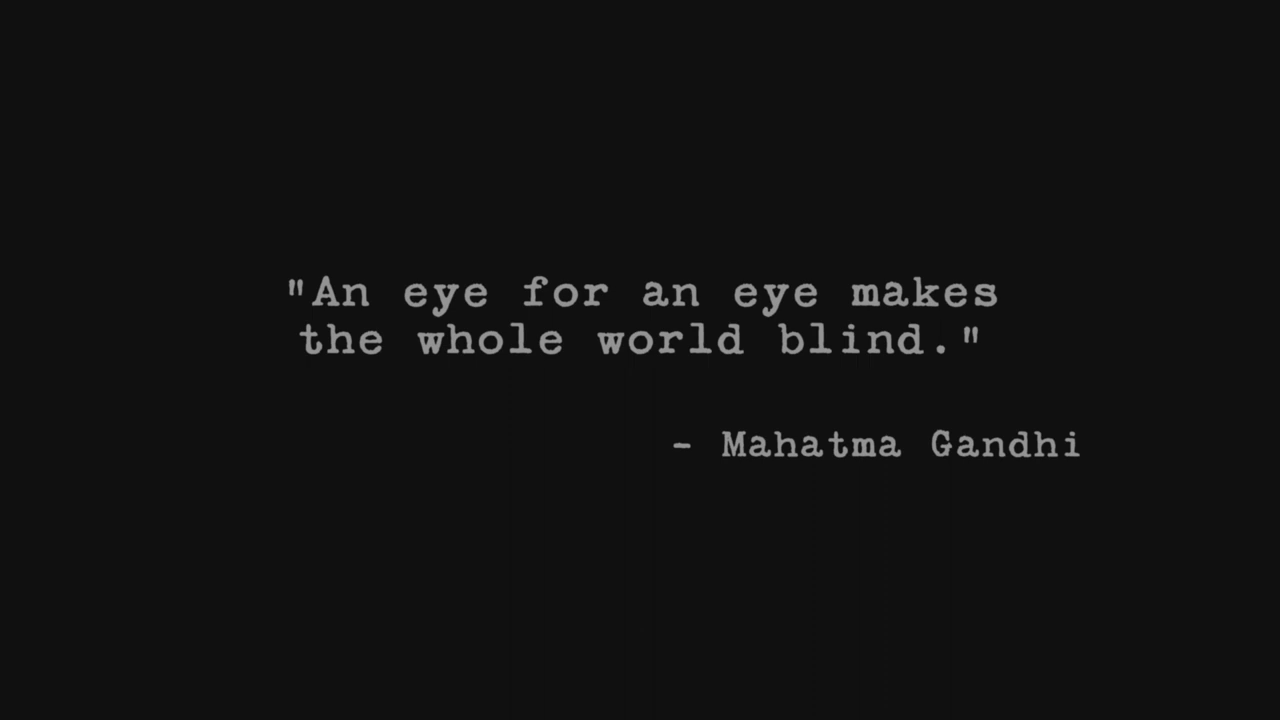 "An eye for an eye makes
the whole world blind."
- Mahatma Gandhi